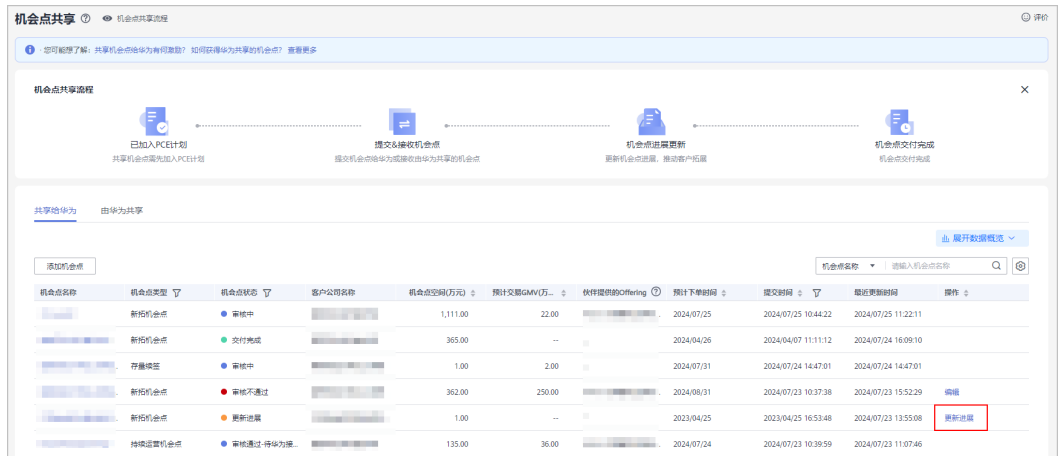 机会点共享 机会点共享流程 评价
您可能想了解：共享机会点给华为有何激励？ 如何获得华为共享的机会点？ 查看更多
机会点共享流程
已加入PCE计划 提交&接收机会点 机会点进展更新 机会点交付完成
共享机会点需先加入PCE计划 提交机会点给华为或接收由华为共享的机会点 更新机会点进展，推动客户拓展 机会点交付完成
共享给华为 由华为共享
展开数据概览
添加机会点 机会点名称 请输入机会点名称
机会点名称 机会点类型 机会点状态 客户公司名称 机会点空间(万元) 预计交易GMV(万... 伙伴提供的Offering 预计下单时间 提交时间 最近更新时间 操作
新拓机会点 审核中 1,111.00 22.00 2024/07/25 2024/07/25 10:44:22 2024/07/25 11:22:11
新拓机会点 交付完成 365.00 -- 2024/04/26 2024/04/07 11:11:12 2024/07/24 16:09:10
存量续签 审核中 1.00 2.00 2024/07/31 2024/07/24 14:47:01 2024/07/24 14:47:01
新拓机会点 审核不通过 362.00 250.00 2024/08/31 2024/07/23 10:37:38 2024/07/23 15:52:29 编辑
新拓机会点 更新进展 1.00 -- 2023/04/25 2023/04/25 16:53:48 2024/07/23 13:55:08 更新进展
持续运营机会点 审核通过-待华为接... 135.00 36.00 2024/07/24 2024/07/23 10:39:59 2024/07/23 11:07:46